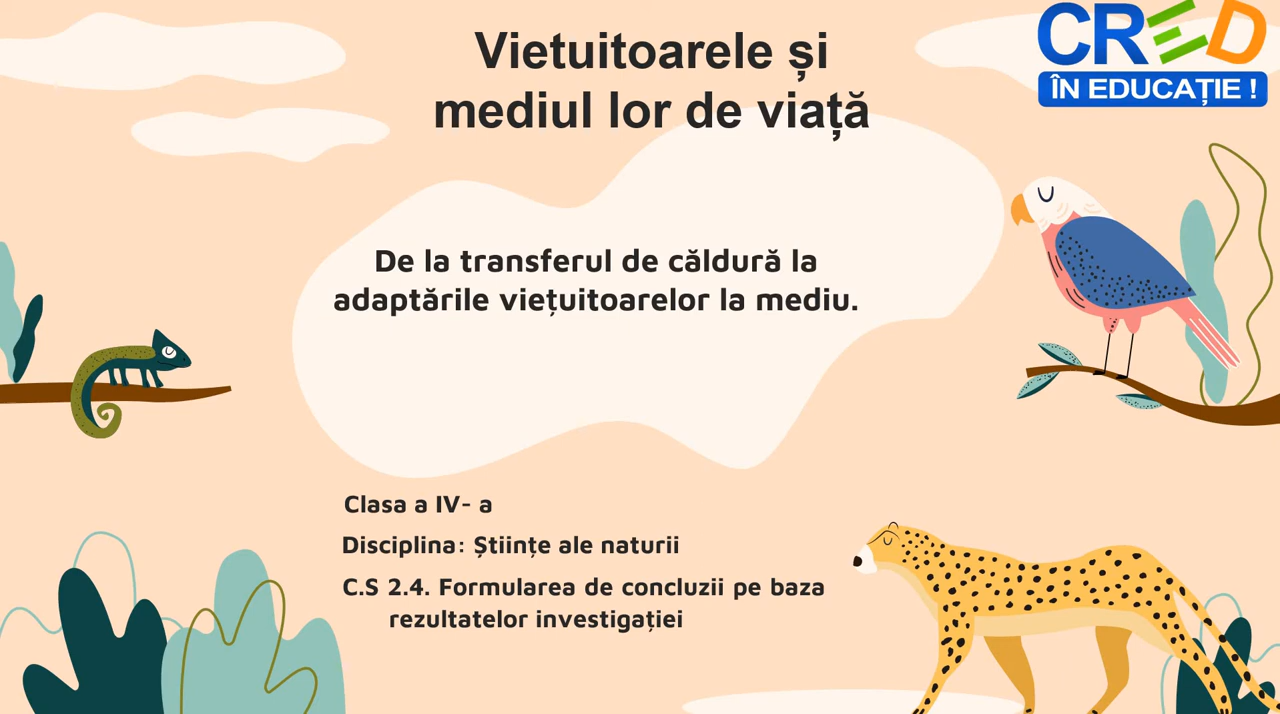 Vietuitoarele și
mediul lor de viață
CRED
ÎN EDUCAȚIE !
De la transferul de căldură la
adaptările viețuitoarelor la mediu.
Clasa a IV- a
Disciplina: Științe ale naturii
C.S 2.4. Formularea de concluzii pe baza
rezultatelor investigației